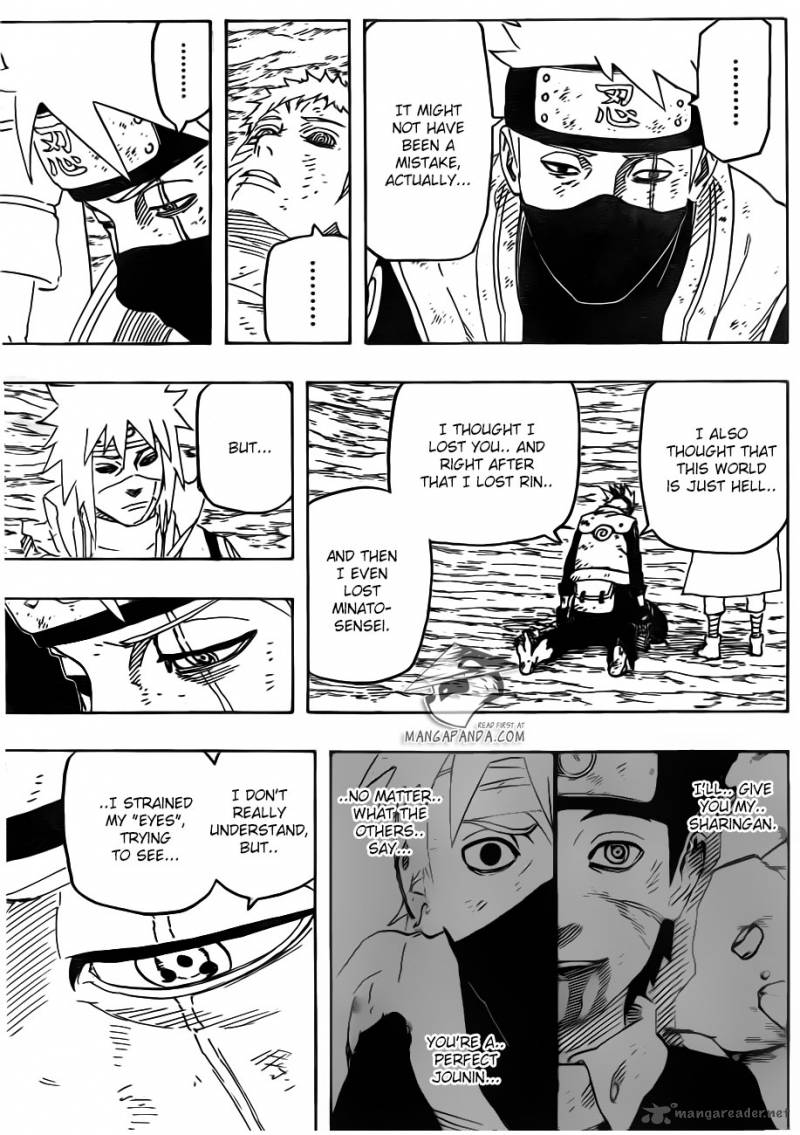 ........
IT MIGHT
NOT HAVE
BEEN A
MISTAKE,
ACTUALLY...
忍
........
........
忍
I ALSO
THOUGHT THAT
THIS WORLD
IS JUST HELL..
I THOUGHT I
LOST YOU.. AND
RIGHT AFTER
THAT I LOST RIN..
AND THEN
I EVEN
LOST
MINATO-
SENSEI.
BUT...
READ FIRST AT
MANGAPANDA.COM
I'LL.. GIVE
YOU MY..
SHARINGAN.
..NO MATTER..
WHAT THE
OTHERS..
SAY...
YOU'RE A..
PERFECT
JOUNIN...
I DON'T
REALLY
UNDERSTAND,
BUT..
..I STRAINED
MY "EYES",
TRYING
TO SEE...
mangareader.net